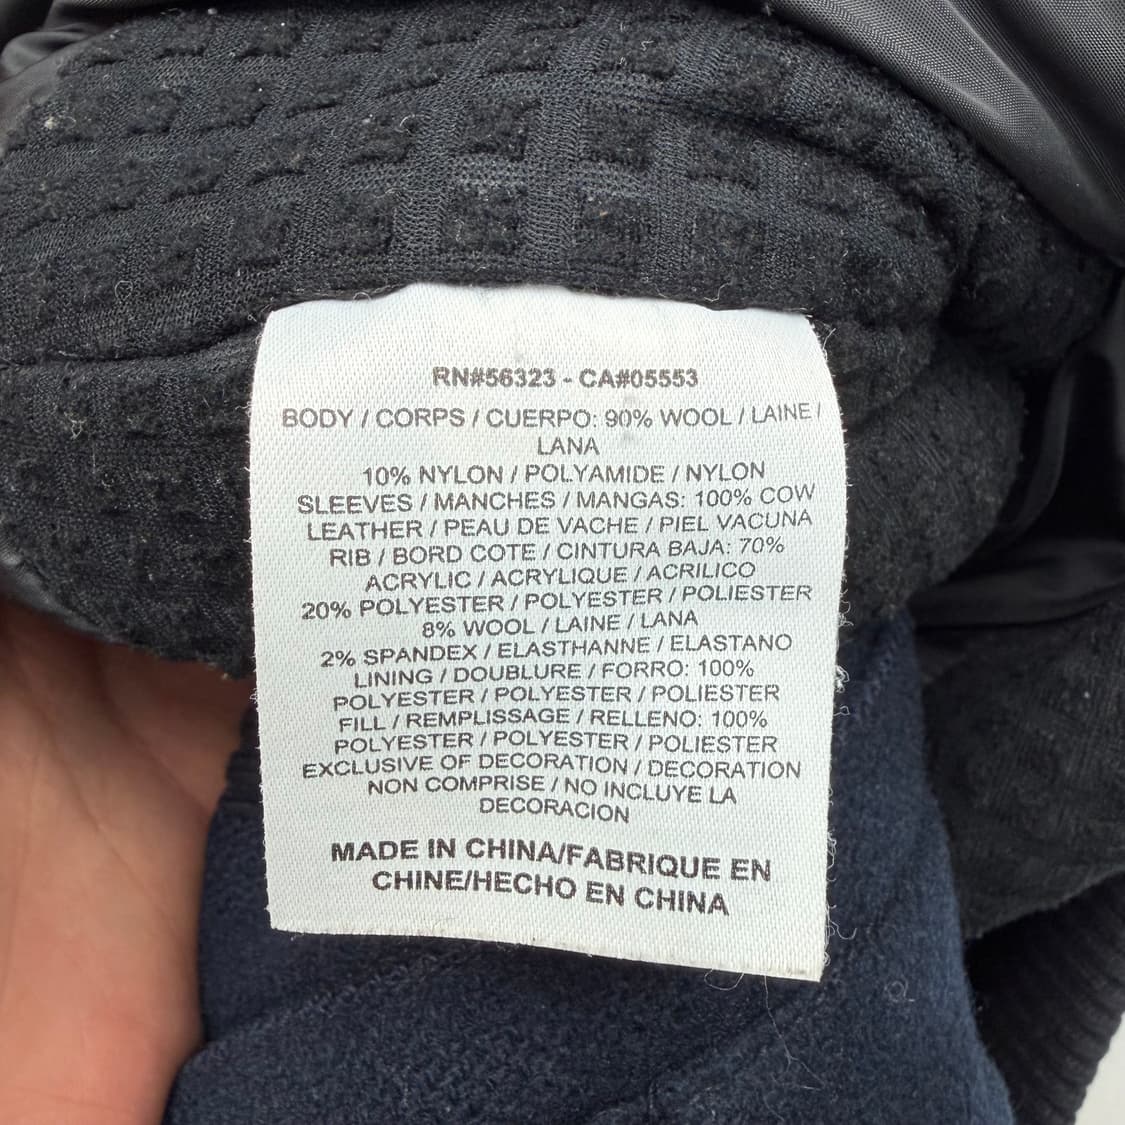 RN#56323 - CA#05553
BODY / CORPS / CUERPO: 90% WOOL / LAINE /
LANA
10% NYLON / POLYAMIDE / NYLON
SLEEVES / MANCHES / MANGAS: 100% COW
LEATHER / PEAU DE VACHE / PIEL VACUNA
RIB / BORD COTE / CINTURA BAJA: 70%
ACRYLIC / ACRYLIQUE / ACRILICO
20% POLYESTER / POLYESTER / POLIESTER
8% WOOL / LAINE / LANA
2% SPANDEX / ELASTHANNE / ELASTANO
LINING / DOUBLURE / FORRO: 100%
POLYESTER / POLYESTER / POLIESTER
FILL / REMPLISSAGE / RELLENO: 100%
POLYESTER / POLYESTER / POLIESTER
EXCLUSIVE OF DECORATION / DECORATION
NON COMPRISE / NO INCLUYE LA
DECORACION
MADE IN CHINA/FABRIQUE EN
CHINE/HECHO EN CHINA